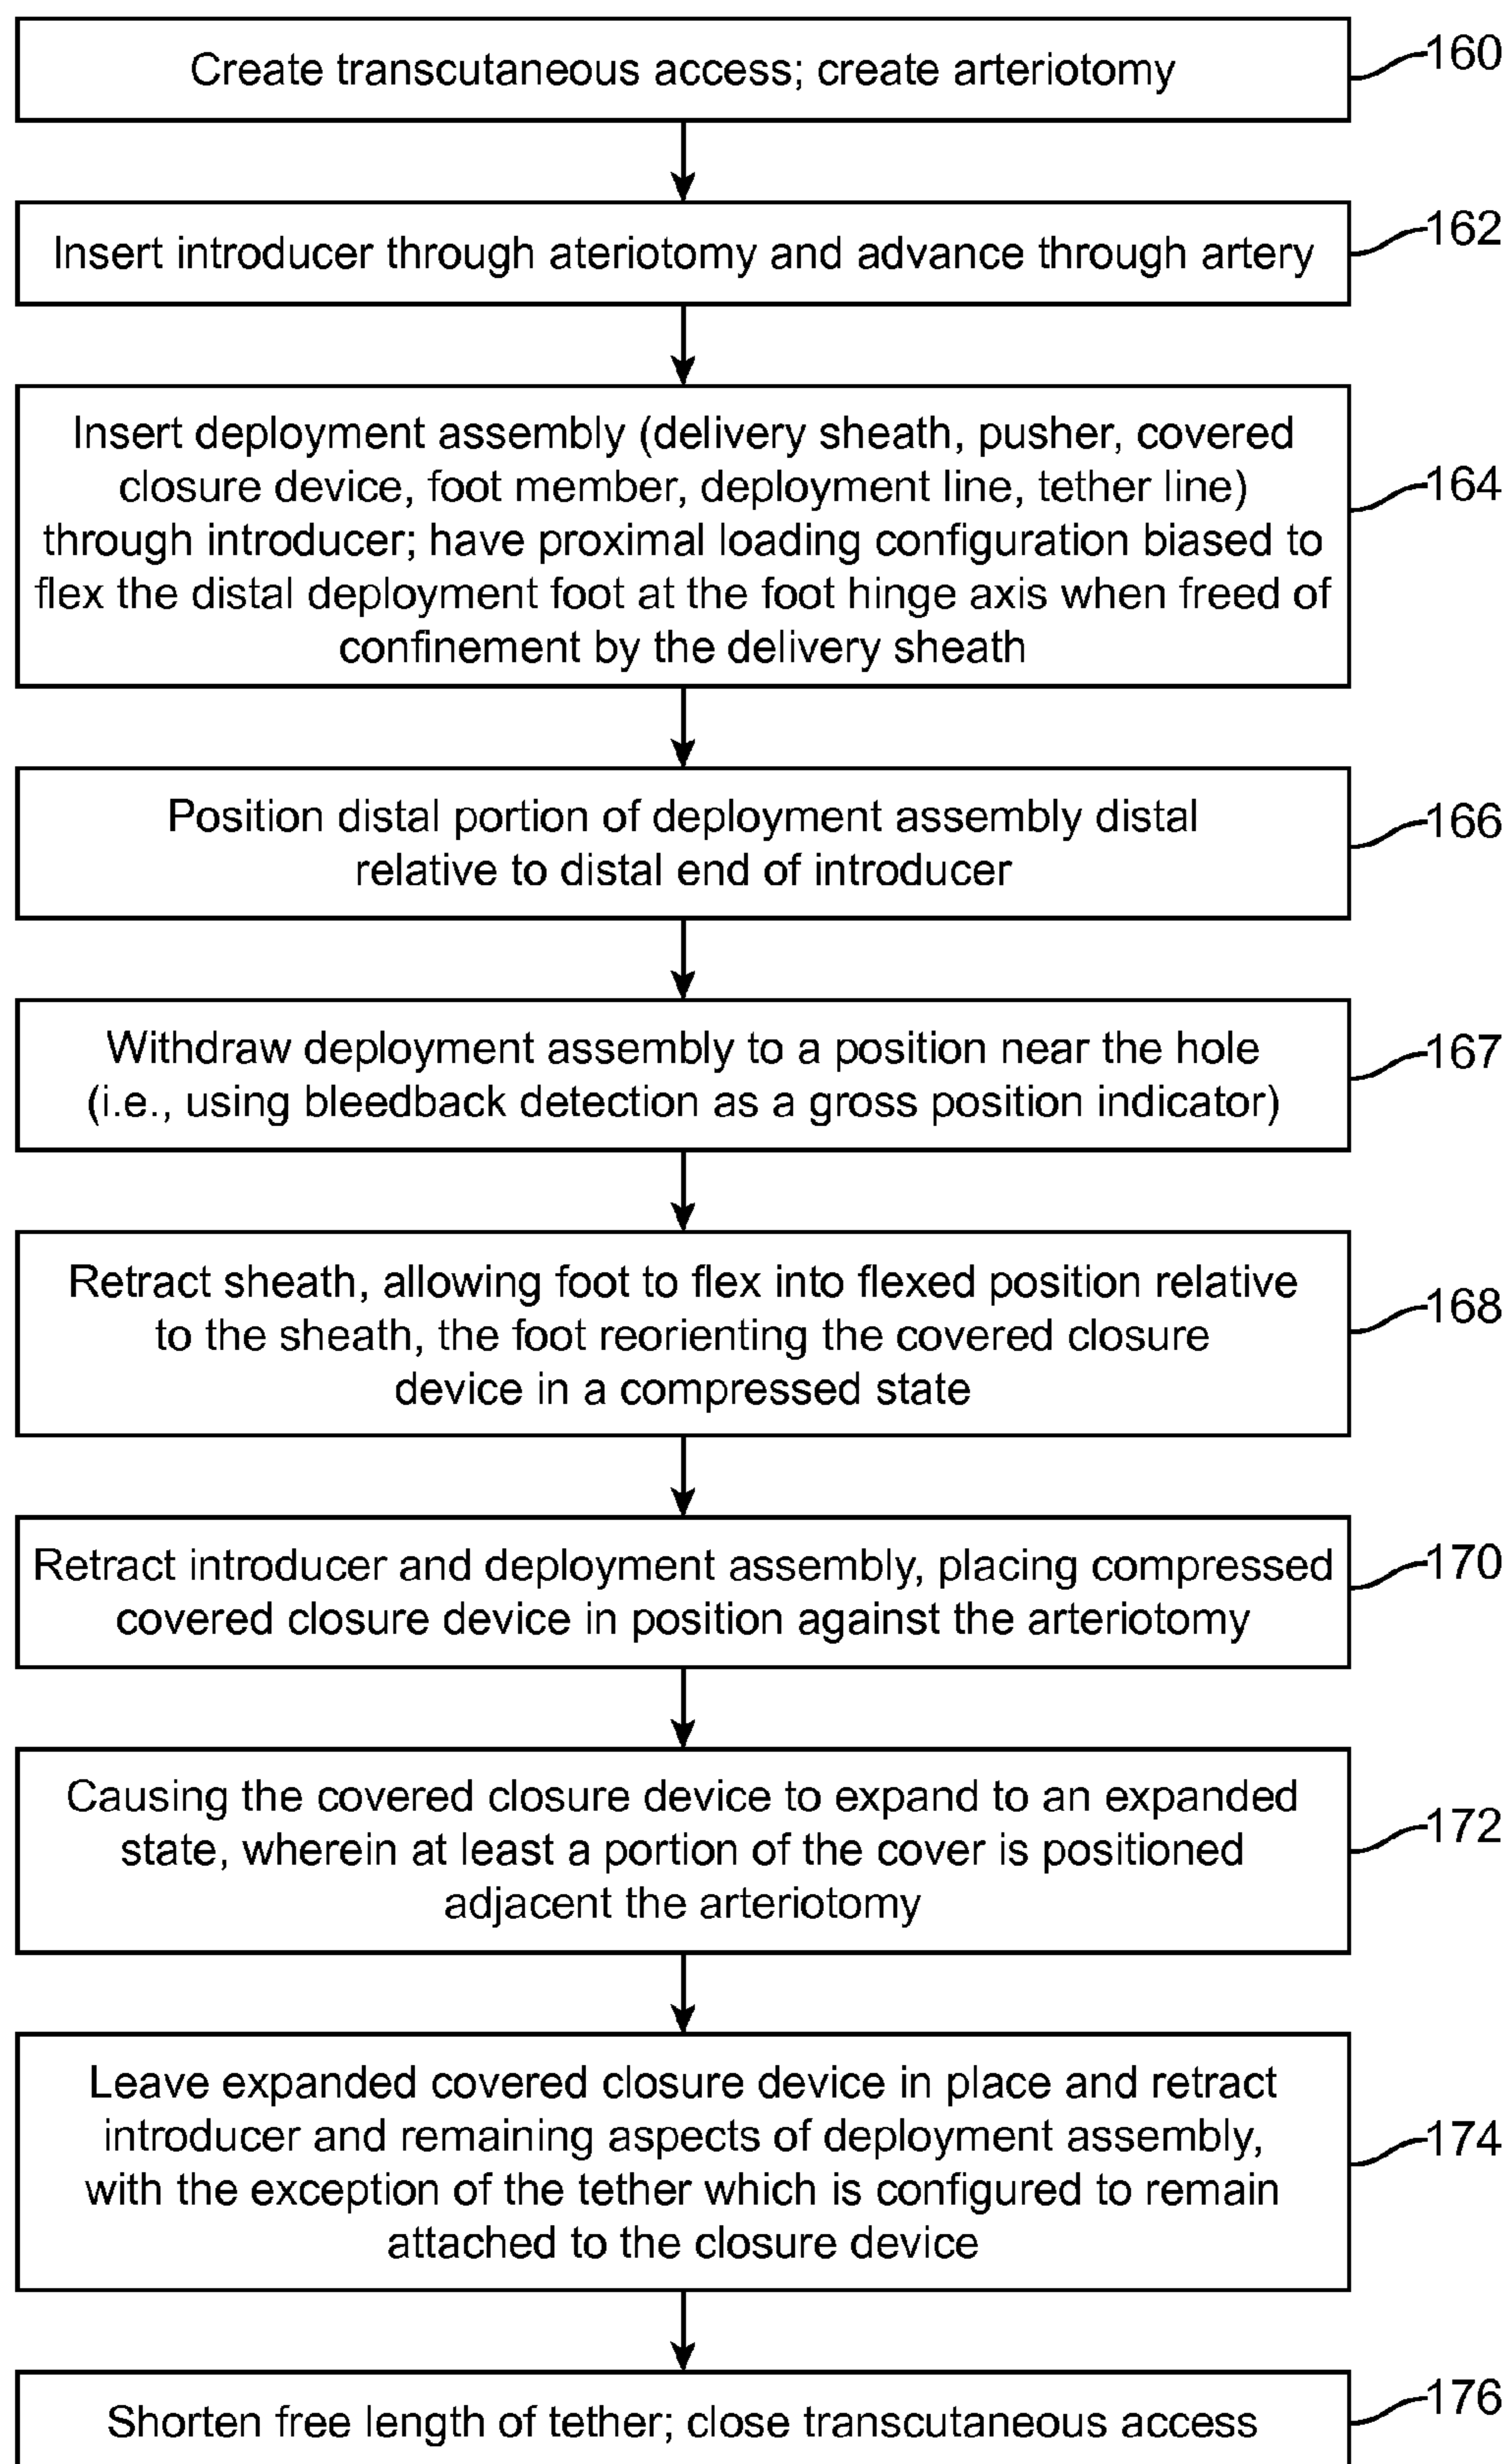 Create transcutaneous access; create arteriotomy
160
Insert introducer through ateriotomy and advance through artery
162
Insert deployment assembly (delivery sheath, pusher, covered
closure device, foot member, deployment line, tether line)
through introducer; have proximal loading configuration biased to
flex the distal deployment foot at the foot hinge axis when freed of
confinement by the delivery sheath
164
Position distal portion of deployment assembly distal
relative to distal end of introducer
166
Withdraw deployment assembly to a position near the hole
(i.e., using bleedback detection as a gross position indicator)
167
Retract sheath, allowing foot to flex into flexed position relative
to the sheath, the foot reorienting the covered closure
device in a compressed state
168
Retract introducer and deployment assembly, placing compressed
covered closure device in position against the arteriotomy
170
Causing the covered closure device to expand to an expanded
state, wherein at least a portion of the cover is positioned
adjacent the arteriotomy
172
Leave expanded covered closure device in place and retract
introducer and remaining aspects of deployment assembly,
with the exception of the tether which is configured to remain
attached to the closure device
174
Shorten free length of tether; close transcutaneous access
176